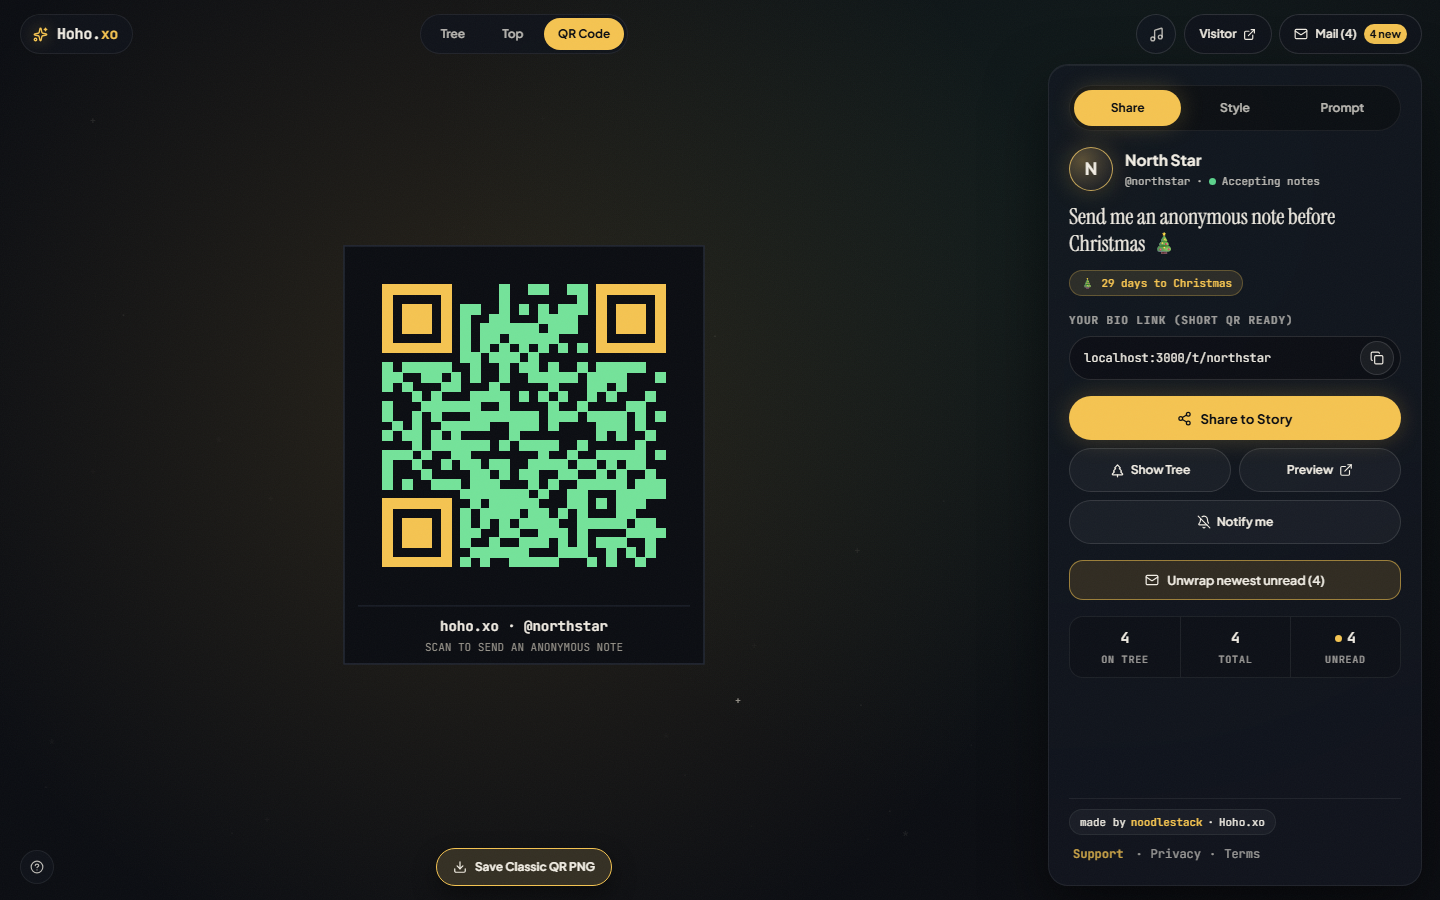 Hoho.xo
Tree
Top
QR Code
Visitor
Mail (4)
4 new
Share
Style
Prompt
N
North Star
@northstar · Accepting notes
Send me an anonymous note before
Christmas 🎄
🎄 29 days to Christmas
YOUR BIO LINK (SHORT QR READY)
localhost:3000/t/northstar
Share to Story
Show Tree
Preview
Notify me
Unwrap newest unread (4)
4
ON TREE
4
TOTAL
4
UNREAD
made by noodlestack · Hoho.xo
Support · Privacy · Terms
hoho.xo · @northstar
SCAN TO SEND AN ANONYMOUS NOTE
Save Classic QR PNG